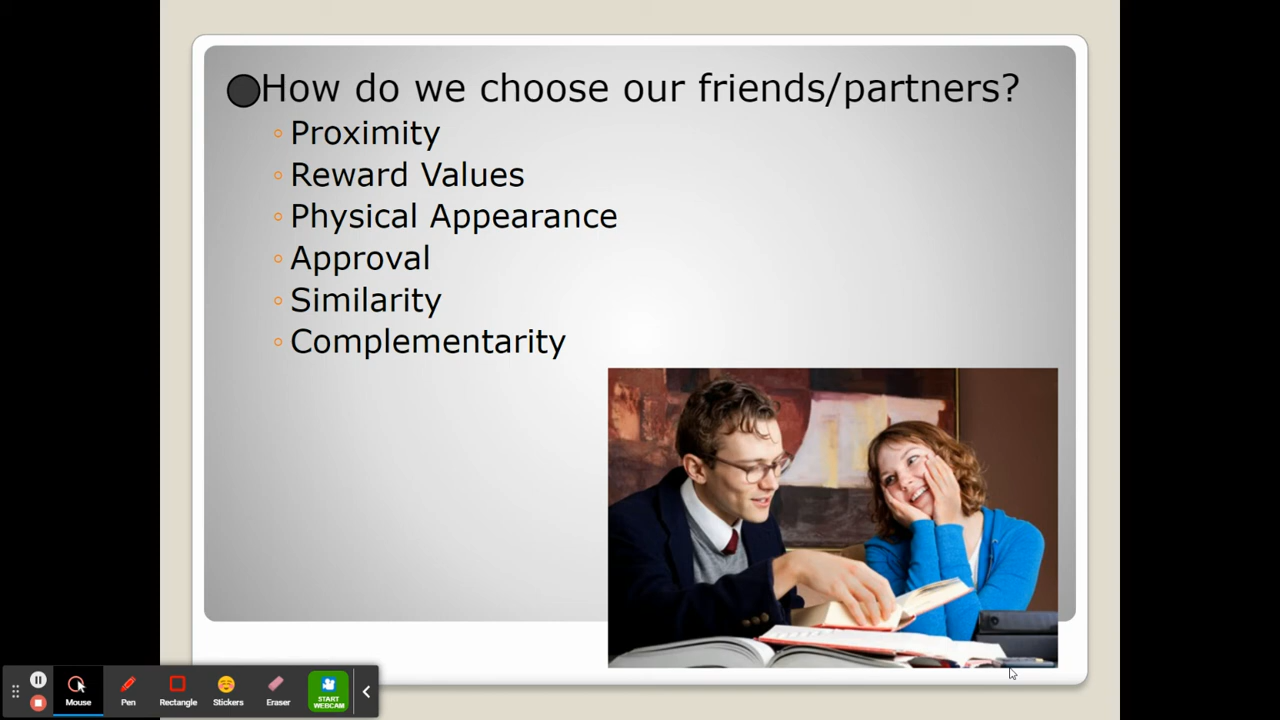 How do we choose our friends/partners?
Proximity
Reward Values
Physical Appearance
Approval
Similarity
Complementarity
Mouse
Pen
Rectangle
Stickers
Eraser
START
WEBCAM